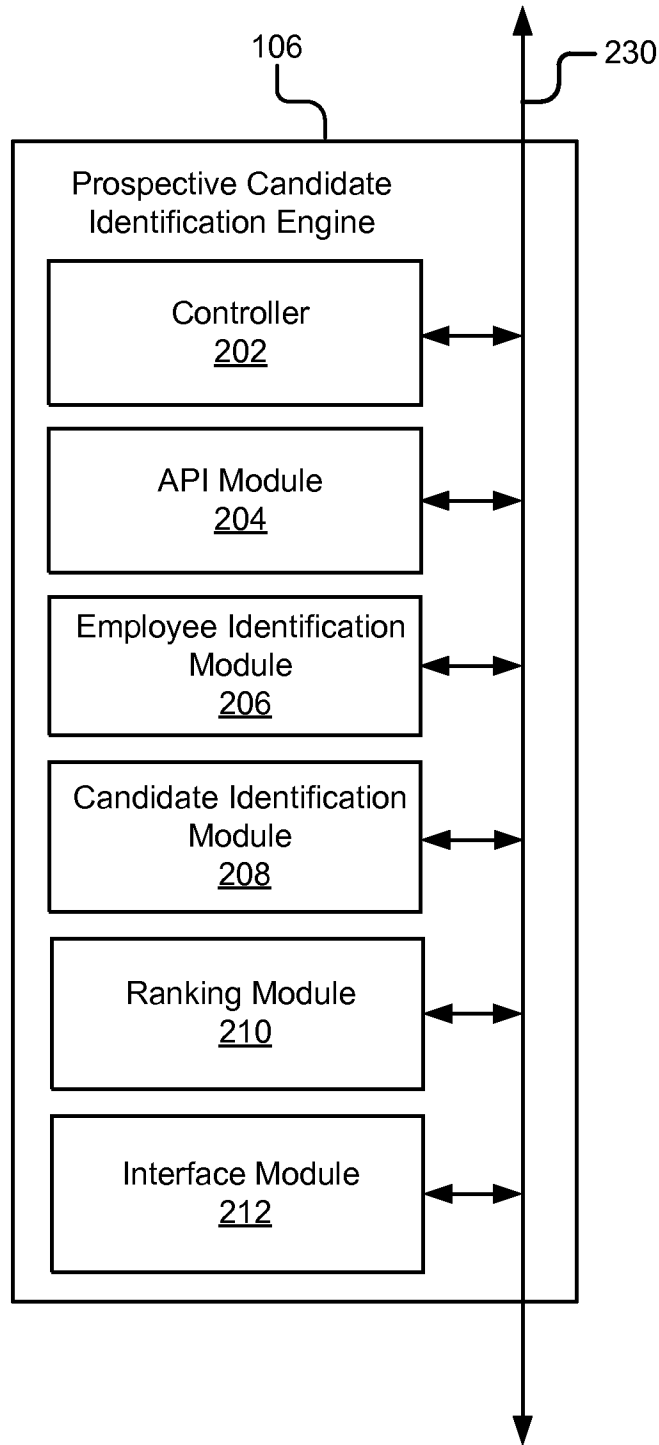 106
230
Prospective Candidate
Identification Engine
Controller
202
API Module
204
Employee Identification
Module
206
Candidate Identification
Module
208
Ranking Module
210
Interface Module
212